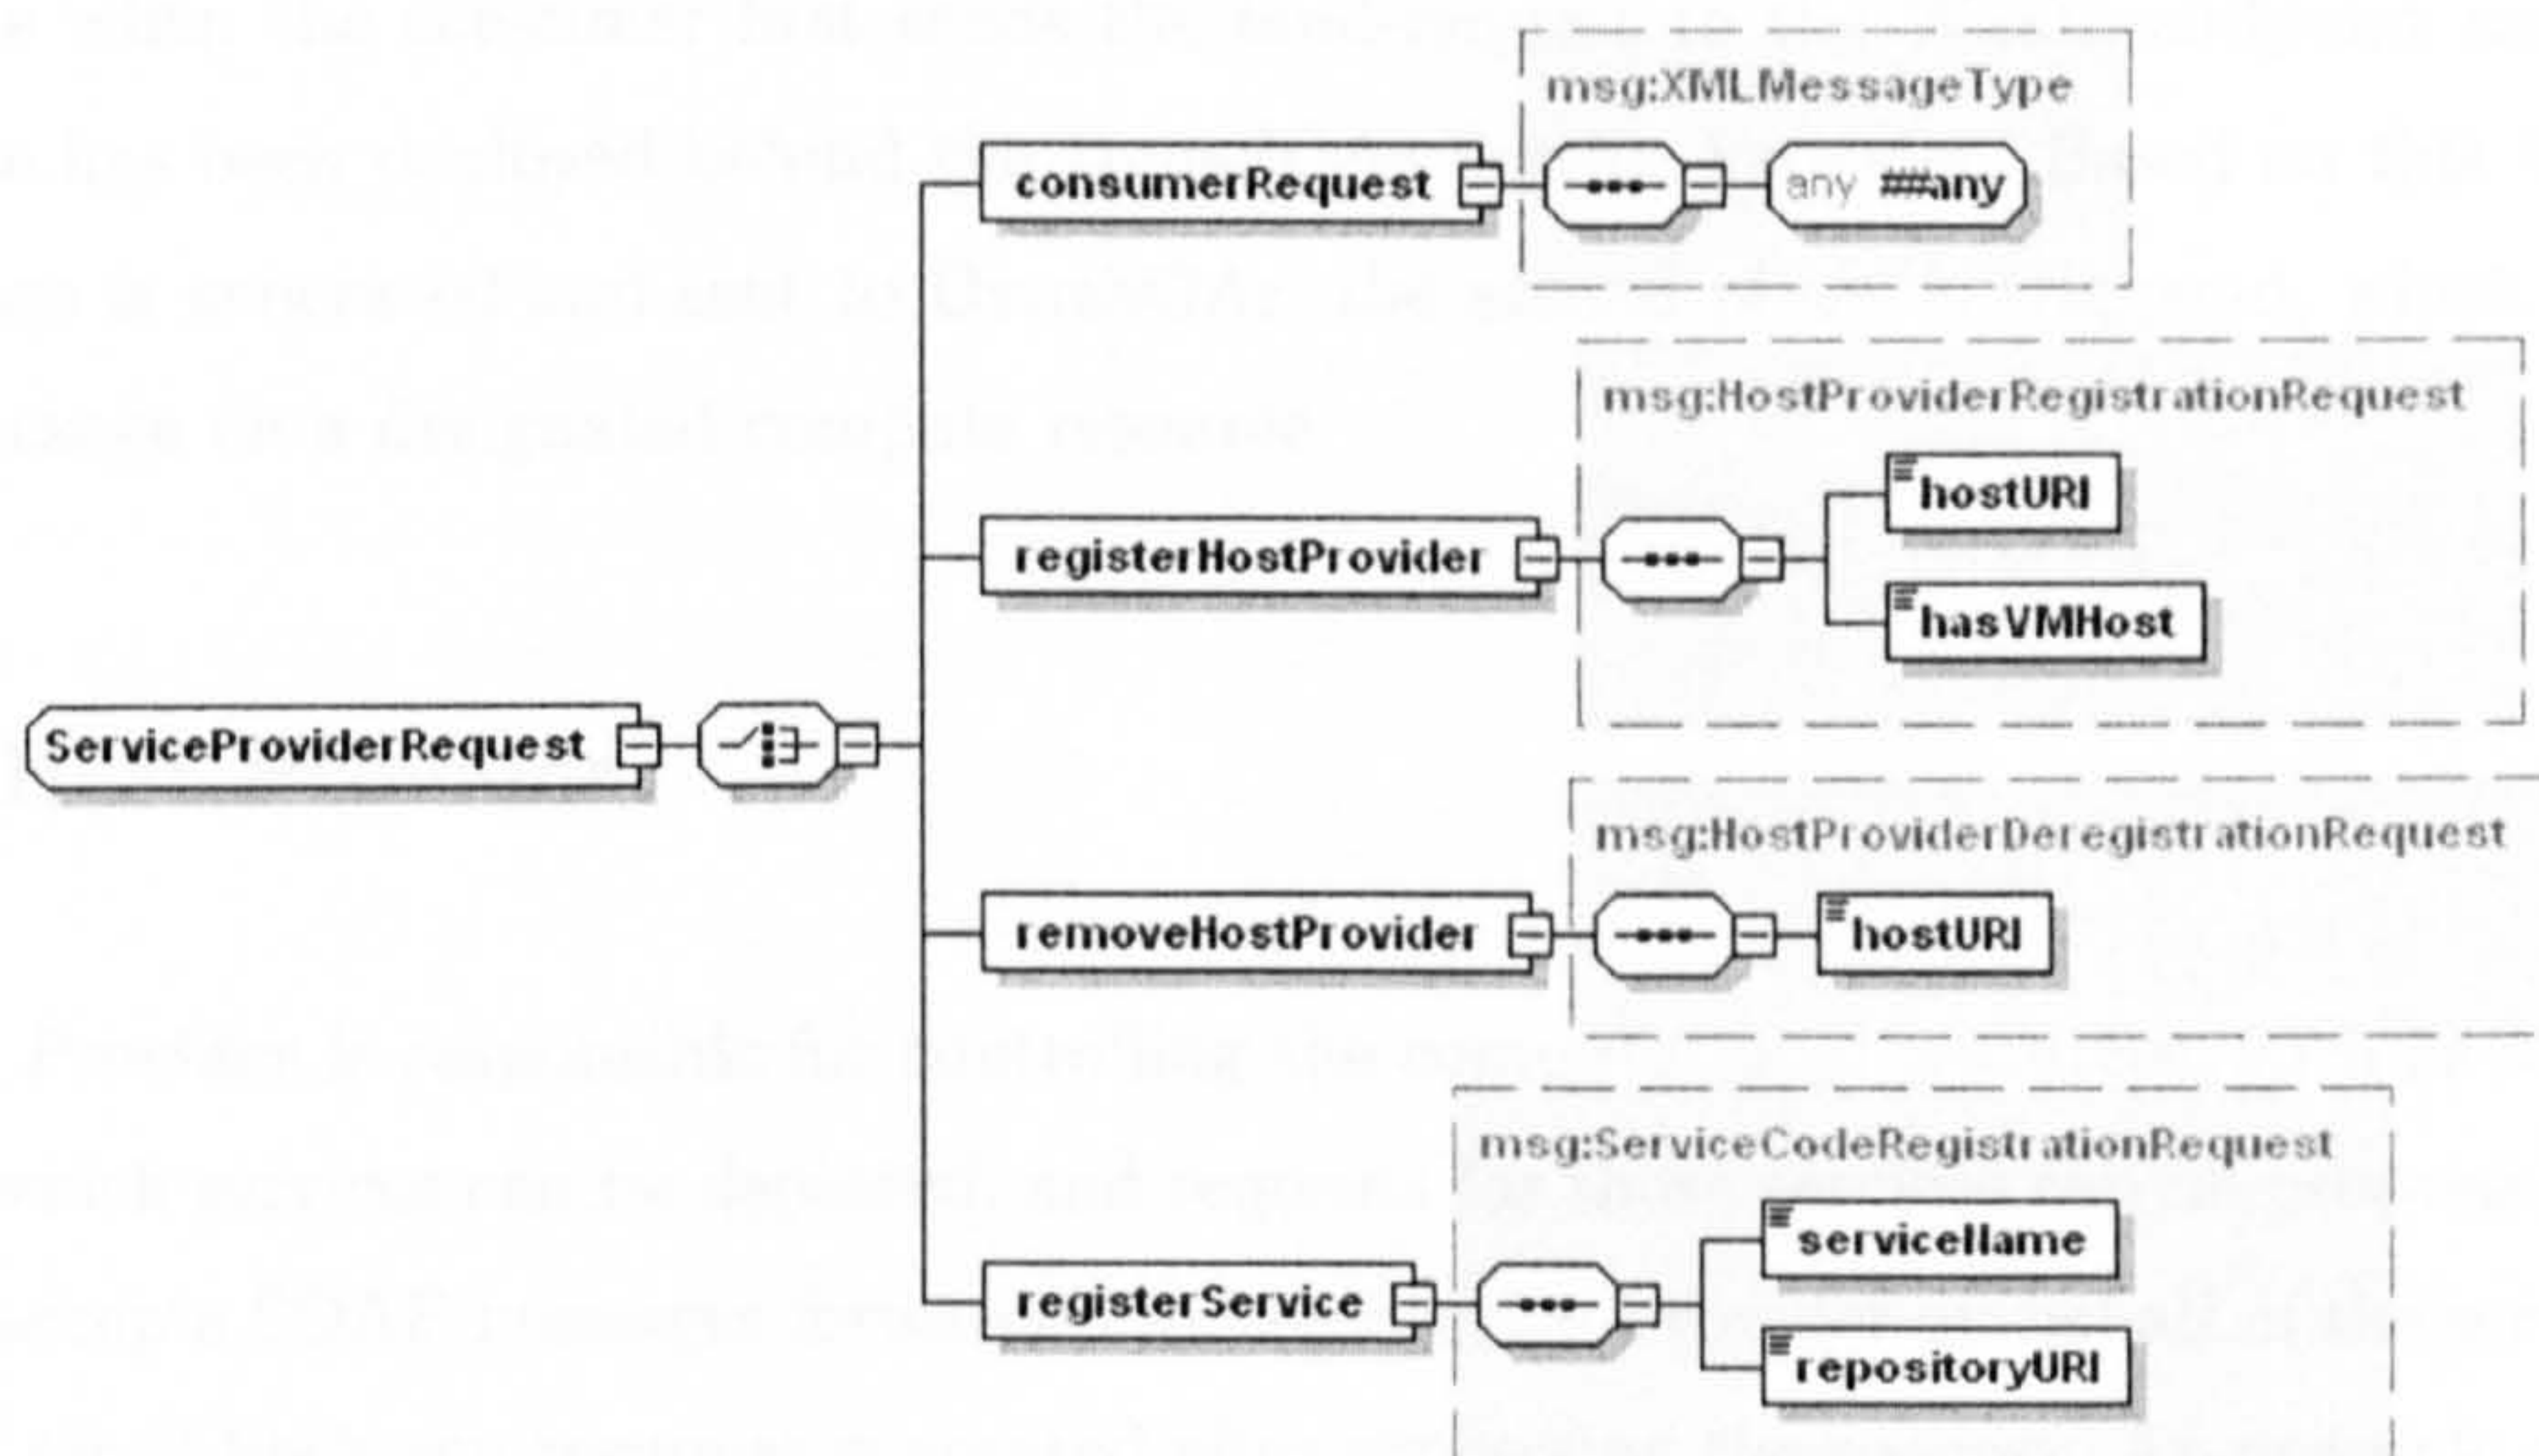 msg:XMLMessageType
consumerRequest
any ##any
msg:HostProviderRegistrationRequest
registerHostProvider
hostURI
hasVMHost
ServiceProviderRequest
msg:HostProviderDeregistrationRequest
removeHostProvider
hostURI
msg:ServiceCodeRegistrationRequest
registerService
serviceName
repositoryURI